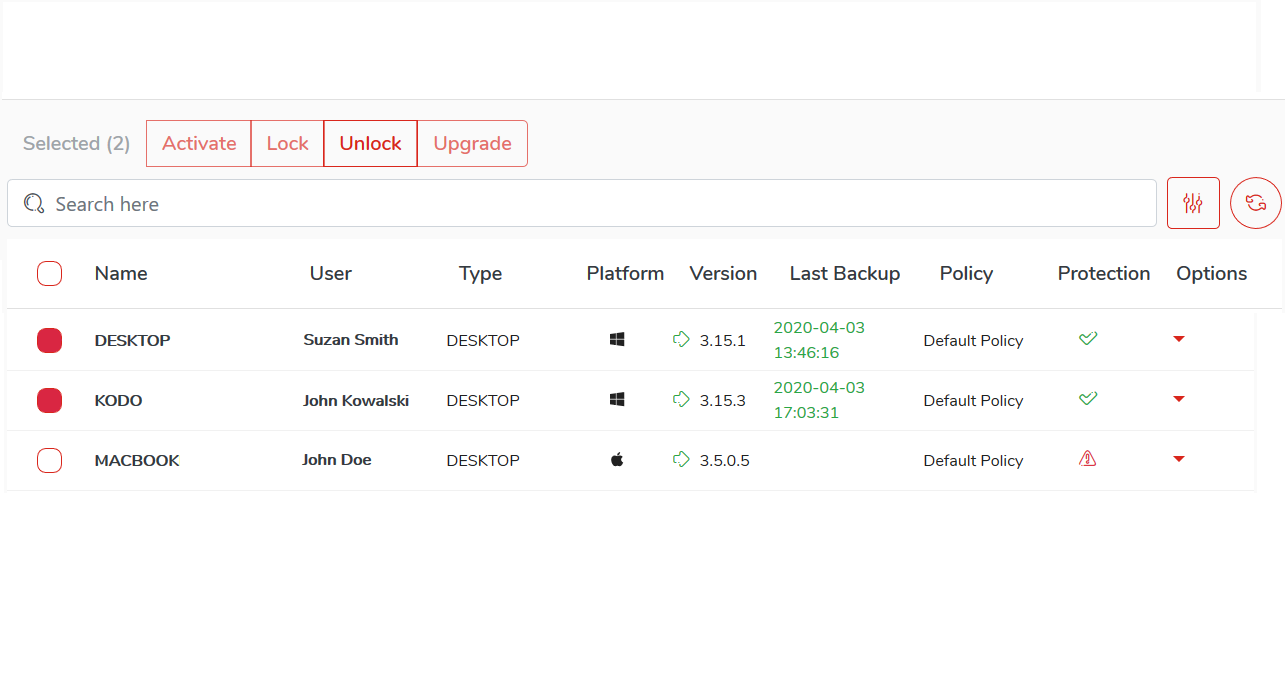 Selected (2) Activate Lock Unlock Upgrade
Search here
Name User Type Platform Version Last Backup Policy Protection Options
DESKTOP Suzan Smith DESKTOP 3.15.1 2020-04-03 13:46:16 Default Policy
KODO John Kowalski DESKTOP 3.15.3 2020-04-03 17:03:31 Default Policy
MACBOOK John Doe DESKTOP 3.5.0.5 Default Policy